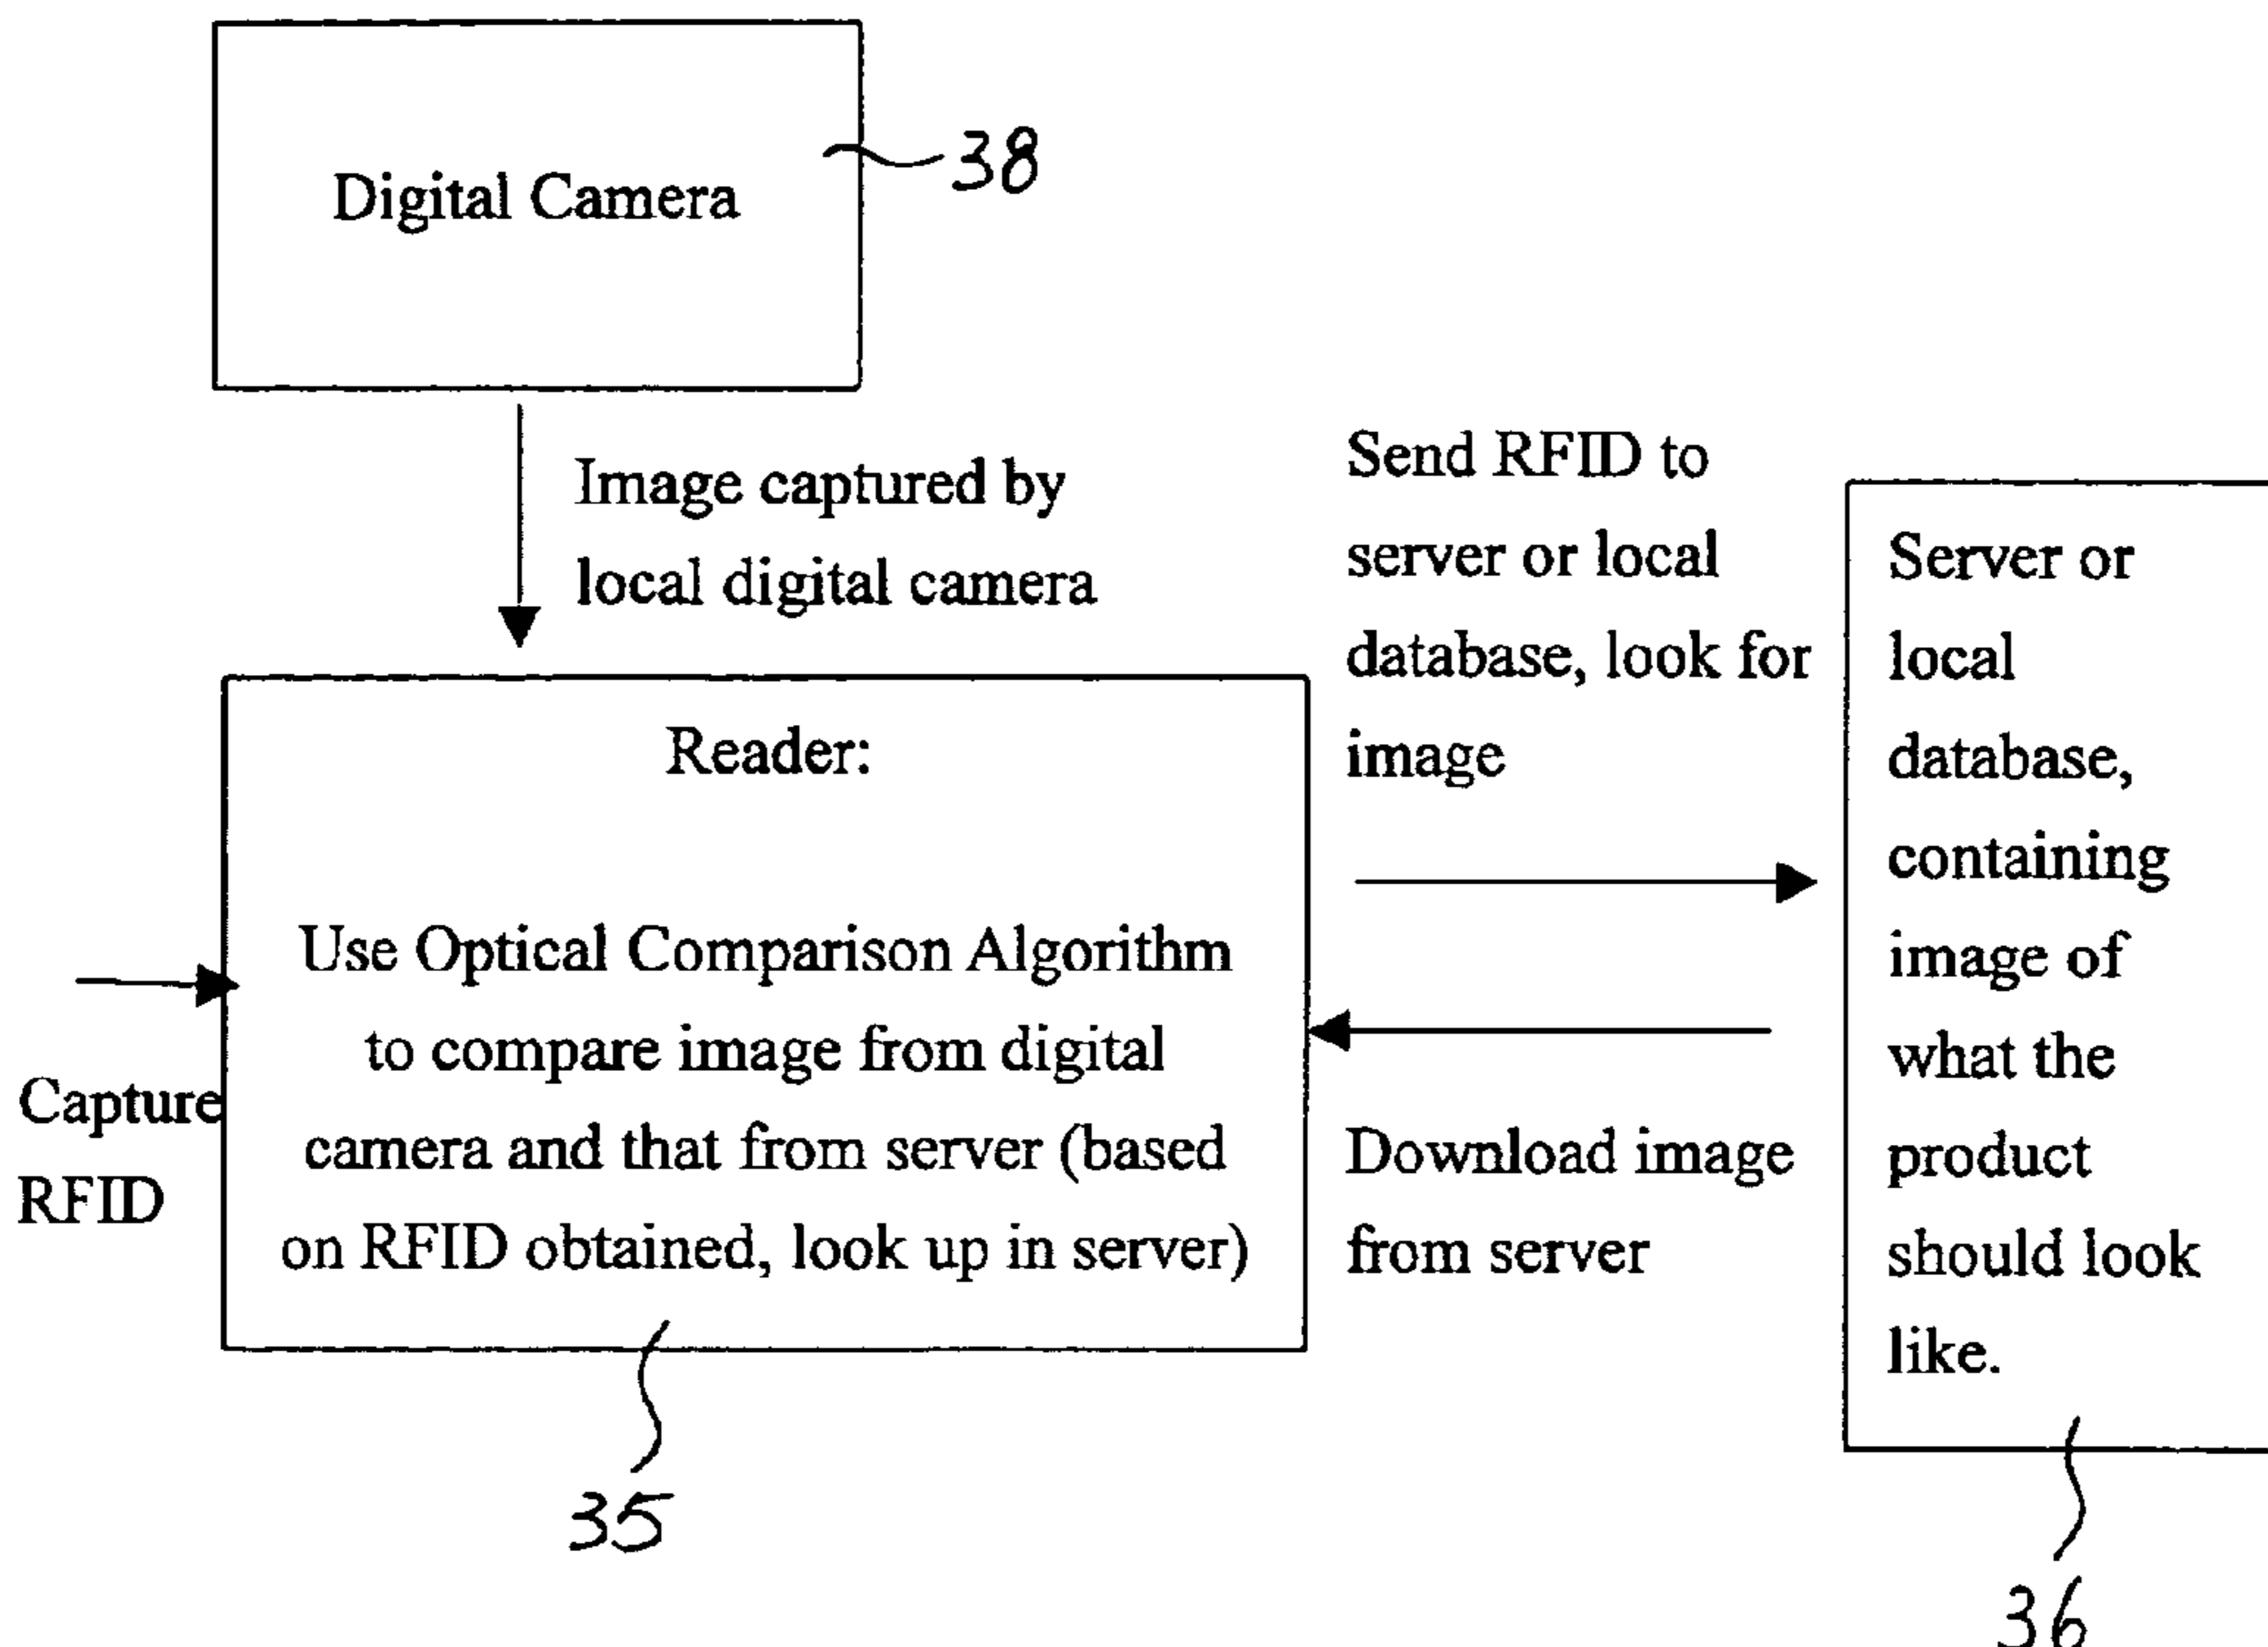 Digital Camera
38
Image captured by
local digital camera
Send RFID to
server or local
database, look for
image
Reader:
Use Optical Comparison Algorithm
to compare image from digital
camera and that from server (based
on RFID obtained, look up in server)
35
Capture
RFID
Download image
from server
Server or
local
database,
containing
image of
what the
product
should look
like.
36